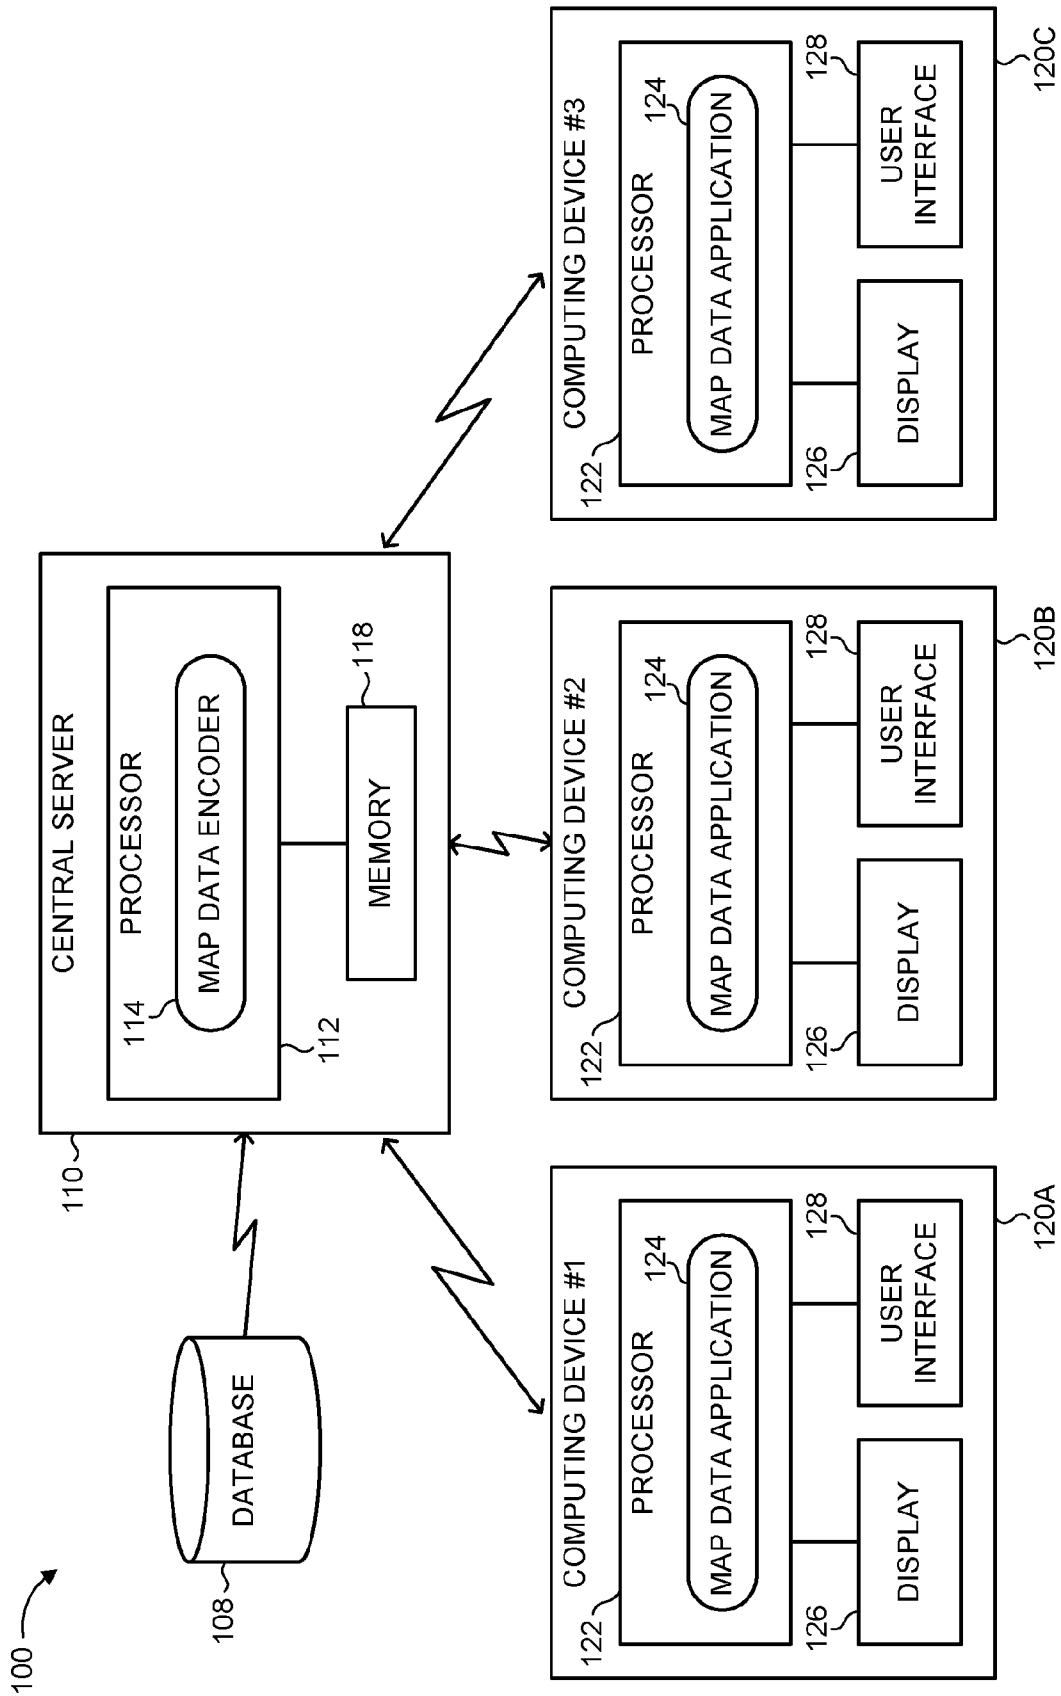 100
108
DATABASE
110
CENTRAL SERVER
PROCESSOR
114
MAP DATA ENCODER
112
118
MEMORY
COMPUTING DEVICE #1
122
PROCESSOR
124
MAP DATA APPLICATION
126
128
DISPLAY
USER
INTERFACE
120A
COMPUTING DEVICE #2
122
PROCESSOR
124
MAP DATA APPLICATION
126
128
DISPLAY
USER
INTERFACE
120B
COMPUTING DEVICE #3
122
PROCESSOR
124
MAP DATA APPLICATION
126
128
DISPLAY
USER
INTERFACE
120C